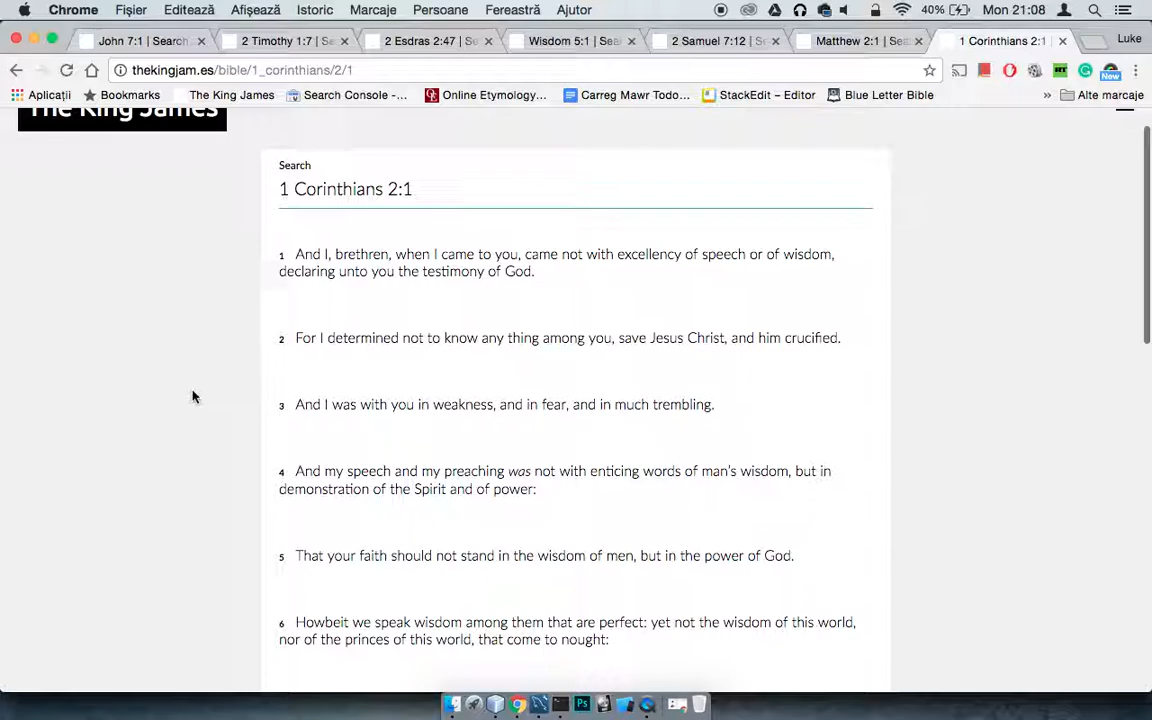 Chrome Fișier Editează Afișează Istoric Marcaje Persoane Fereastră Ajutor 40% Mon 21:08
John 7:1 | Search 2 Timothy 1:7 | Se 2 Esdras 2:47 | Se Wisdom 5:1 | Sea 2 Samuel 7:12 | Se Matthew 2:1 | Sea 1 Corinthians 2:1 | Luke
thekingjam.es/bible/1_corinthians/2/1
New
Aplicații Bookmarks The King James Search Console -... Online Etymology... Carreg Mawr Todo... StackEdit – Editor Blue Letter Bible » Alte marcaje
The King James
Search
1 Corinthians 2:1
1 And I, brethren, when I came to you, came not with excellency of speech or of wisdom,
declaring unto you the testimony of God.
2 For I determined not to know any thing among you, save Jesus Christ, and him crucified.
3 And I was with you in weakness, and in fear, and in much trembling.
4 And my speech and my preaching was not with enticing words of man's wisdom, but in
demonstration of the Spirit and of power:
5 That your faith should not stand in the wisdom of men, but in the power of God.
6 Howbeit we speak wisdom among them that are perfect: yet not the wisdom of this world,
nor of the princes of this world, that come to nought:
Ps